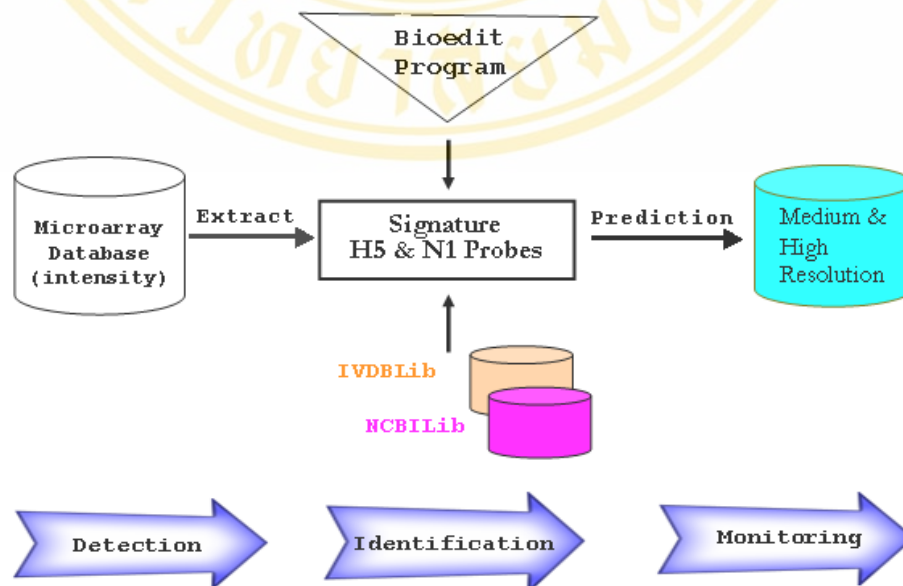 Bioedit
Program
Microarray
Database
(intensity)
Extract
Signature
H5 & N1 Probes
Prediction
Medium &
High
Resolution
IVDBLib
NCBILib
Detection
Identification
Monitoring